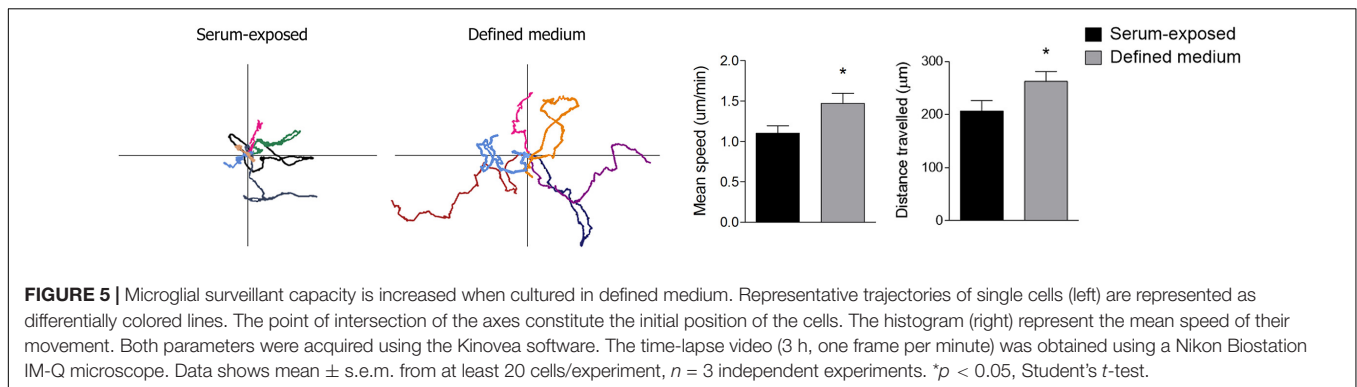 Serum-exposed
Defined medium
Serum-exposed
Defined medium
Mean speed (um/min)
2.0
1.5
1.0
0.5
0.0
*
Distance travelled (µm)
300
200
100
0
*
FIGURE 5 | Microglial surveillant capacity is increased when cultured in defined medium. Representative trajectories of single cells (left) are represented as
differentially colored lines. The point of intersection of the axes constitute the initial position of the cells. The histogram (right) represent the mean speed of their
movement. Both parameters were acquired using the Kinovea software. The time-lapse video (3 h, one frame per minute) was obtained using a Nikon Biostation
IM-Q microscope. Data shows mean ± s.e.m. from at least 20 cells/experiment, n = 3 independent experiments. *p < 0.05, Student's t-test.